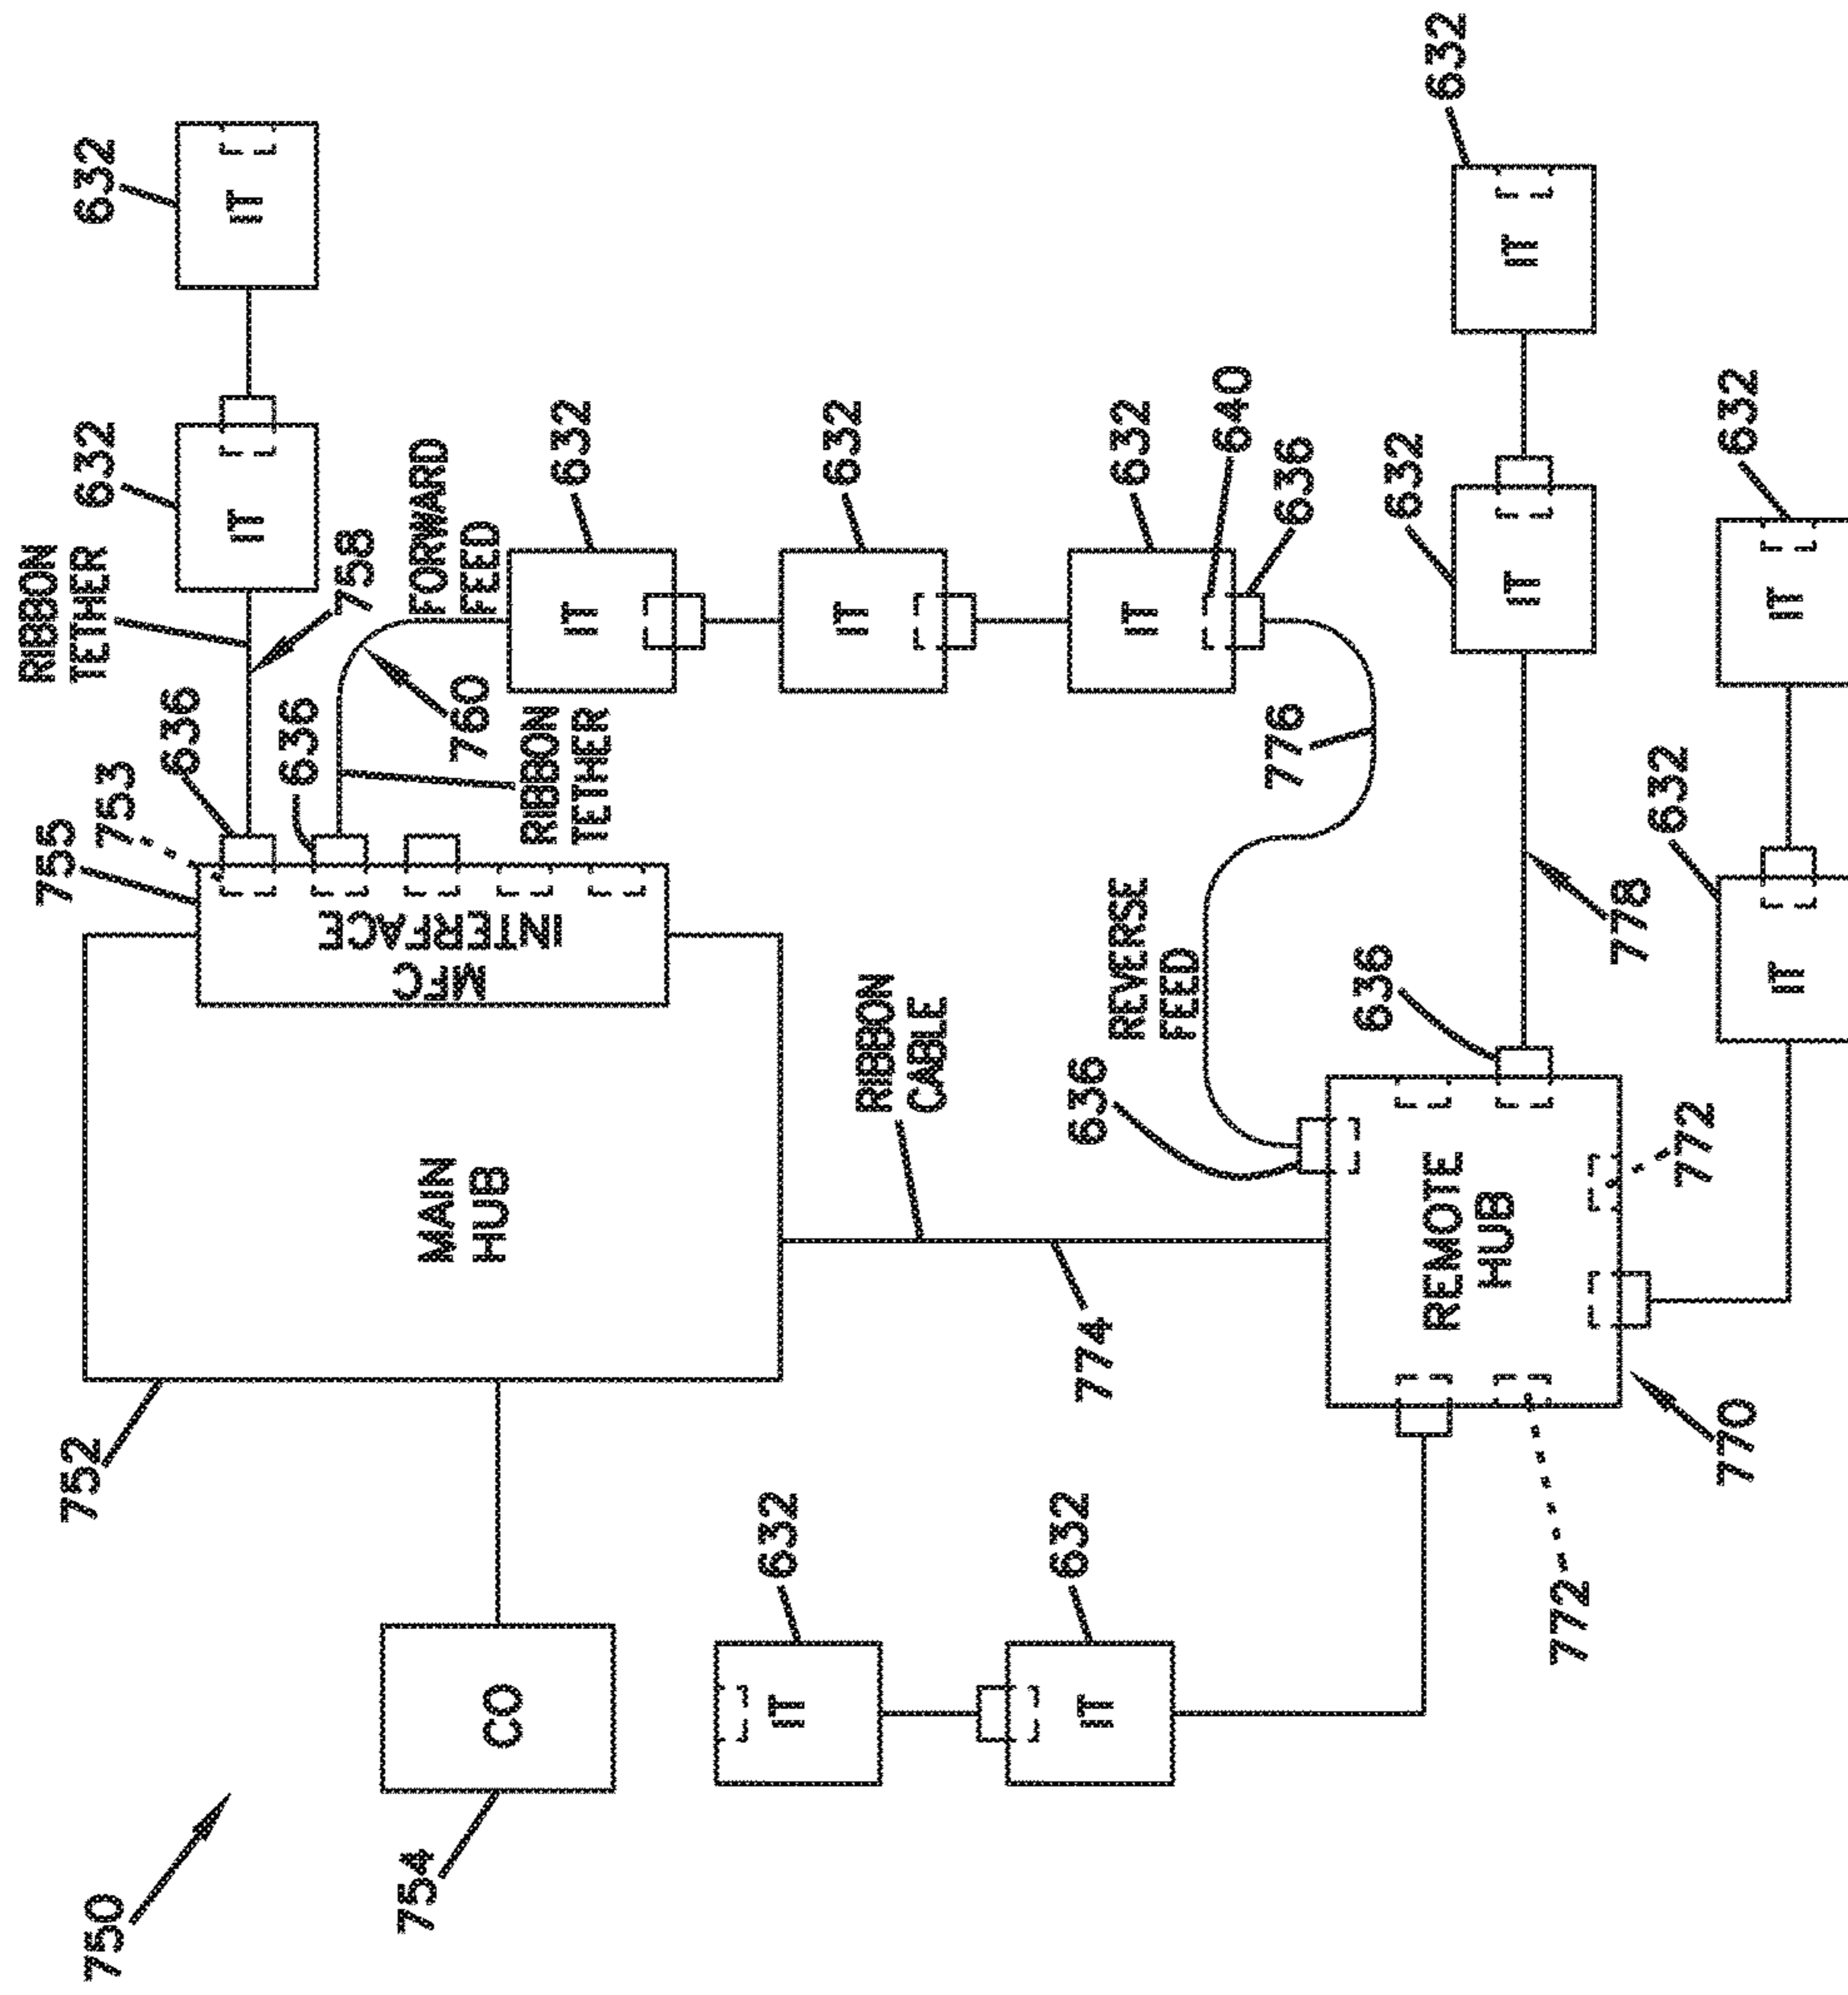 750
754
CO
752
MAIN
HUB
MFC
INTERFACE
755
753
636
636
RIBBON
TETHER
758
632
IT
632
IT
760
RIBBON
TETHER
FORWARD
FEED
IT
632
IT
632
IT
632
640
636
776
REVERSE
FEED
RIBBON
CABLE
774
636
REMOTE
HUB
770
772
772
636
778
632
IT
632
IT
632
IT
632
IT
632
IT
632
IT